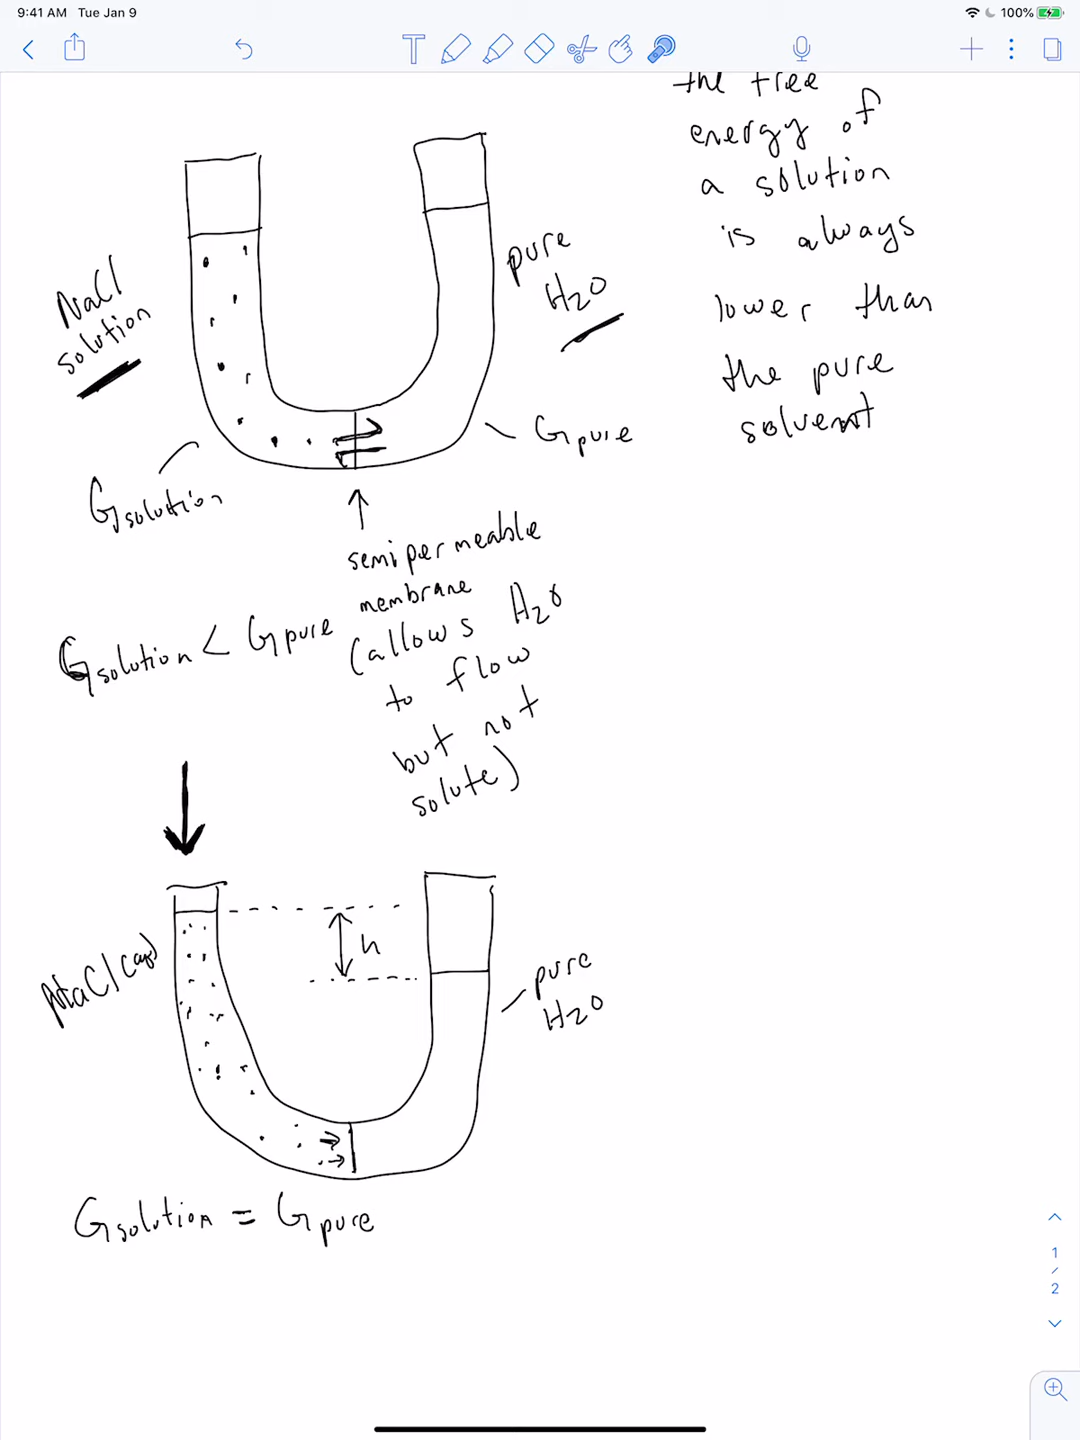 9:41 AM Tue Jan 9
100%
the free
energy of
a solution
is always
lower than
the pure
solvent
NaCl
solution
pure
H2O
Gsolution
Gpure
semipermeable
membrane
(allows H2O
to flow
but not
solute)
Gsolution < Gpure
h
NaCl(aq)
pure
H2O
Gsolution = Gpure
1
/
2